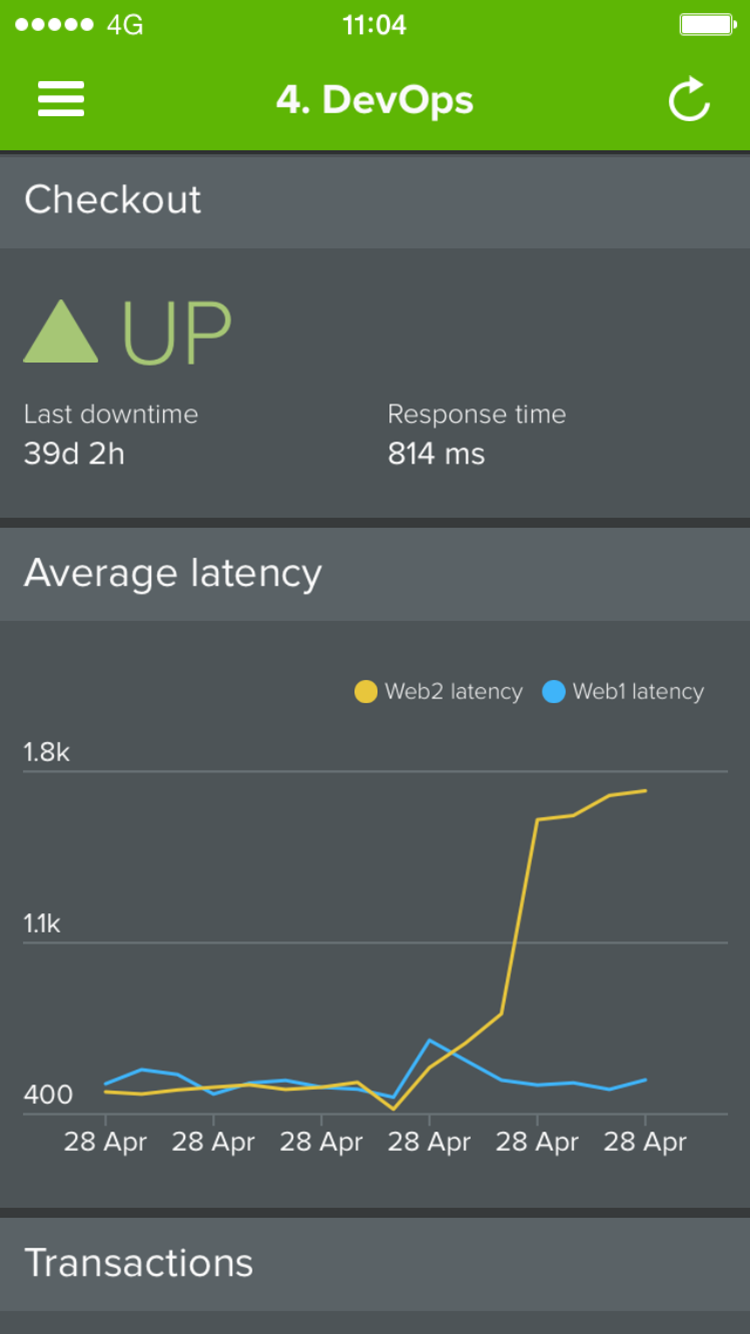 4G 11:04
4. DevOps
Checkout
UP
Last downtime Response time
39d 2h 814 ms
Average latency
Web2 latency Web1 latency
1.8k
1.1k
400
28 Apr 28 Apr 28 Apr 28 Apr 28 Apr 28 Apr
Transactions